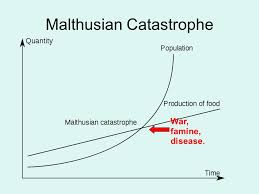 Malthusian Catastrophe
Quantity
Population
Production of food
Malthusian catastrophe
War,
famine,
disease.
Time